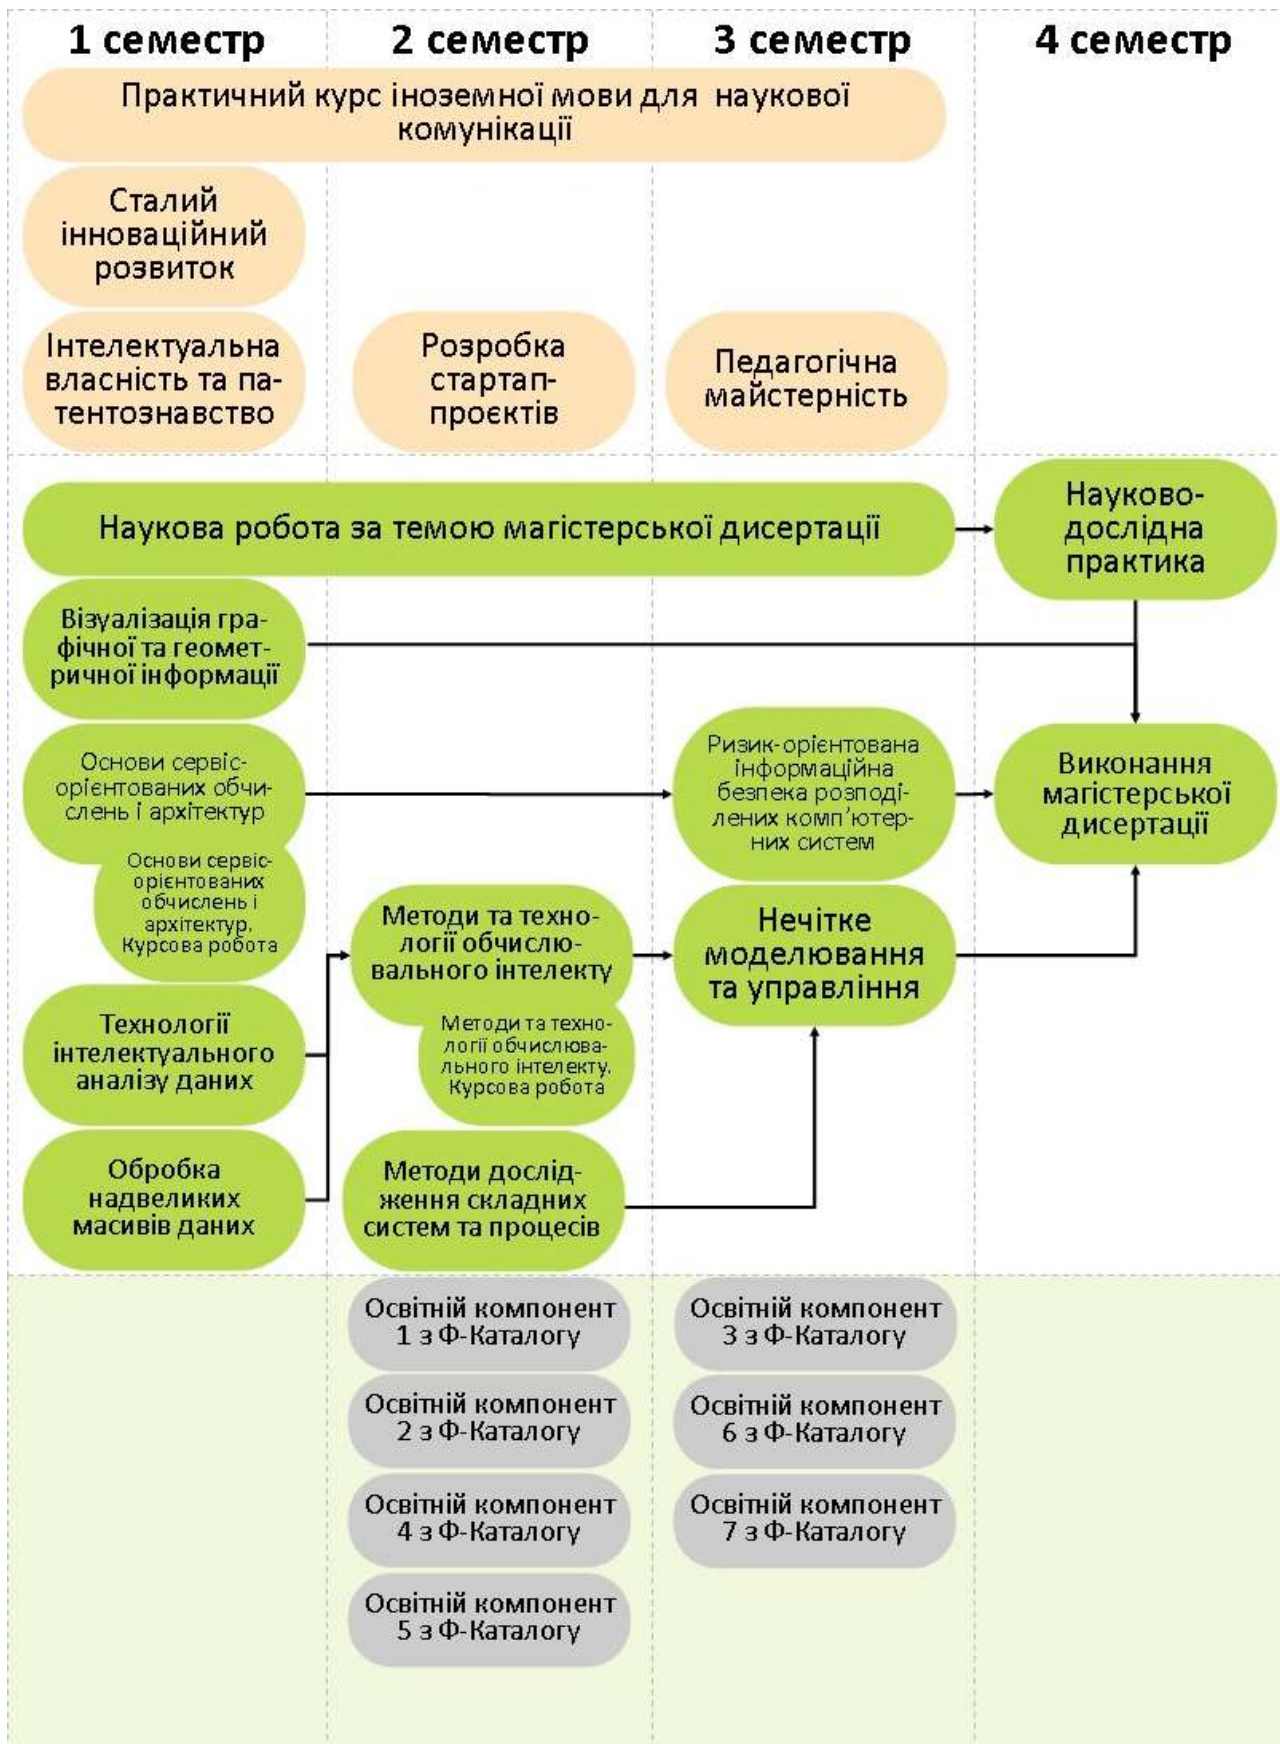 1 семестр
2 семестр
3 семестр
4 семестр
Практичний курс іноземної мови для наукової
комунікації
Сталий
інноваційний
розвиток
Інтелектуальна
власність та па-
тентознавство
Розробка
стартап-
проєктів
Педагогічна
майстерність
Наукова робота за темою магістерської дисертації
Науково-
дослідна
практика
Візуалізація гра-
фічної та геомет-
ричної інформації
Основи сервіс-
орієнтованих обчи-
слень і архітектур
Ризик-орієнтована
інформаційна
безпека розподі-
лених комп’ютер-
них систем
Виконання
магістерської
дисертації
Основи сервіс-
орієнтованих
обчислень і
архітектур.
Курсова робота
Методи та техно-
логії обчислю-
вального інтелекту
Нечітке
моделювання
та управління
Методи та техно-
логії обчислюва-
льного інтелекту.
Курсова робота
Технології
інтелектуального
аналізу даних
Обробка
надвеликих
масивів даних
Методи дослід-
ження складних
систем та процесів
Освітній компонент
1 з Ф-Каталогу
Освітній компонент
3 з Ф-Каталогу
Освітній компонент
2 з Ф-Каталогу
Освітній компонент
6 з Ф-Каталогу
Освітній компонент
4 з Ф-Каталогу
Освітній компонент
7 з Ф-Каталогу
Освітній компонент
5 з Ф-Каталогу